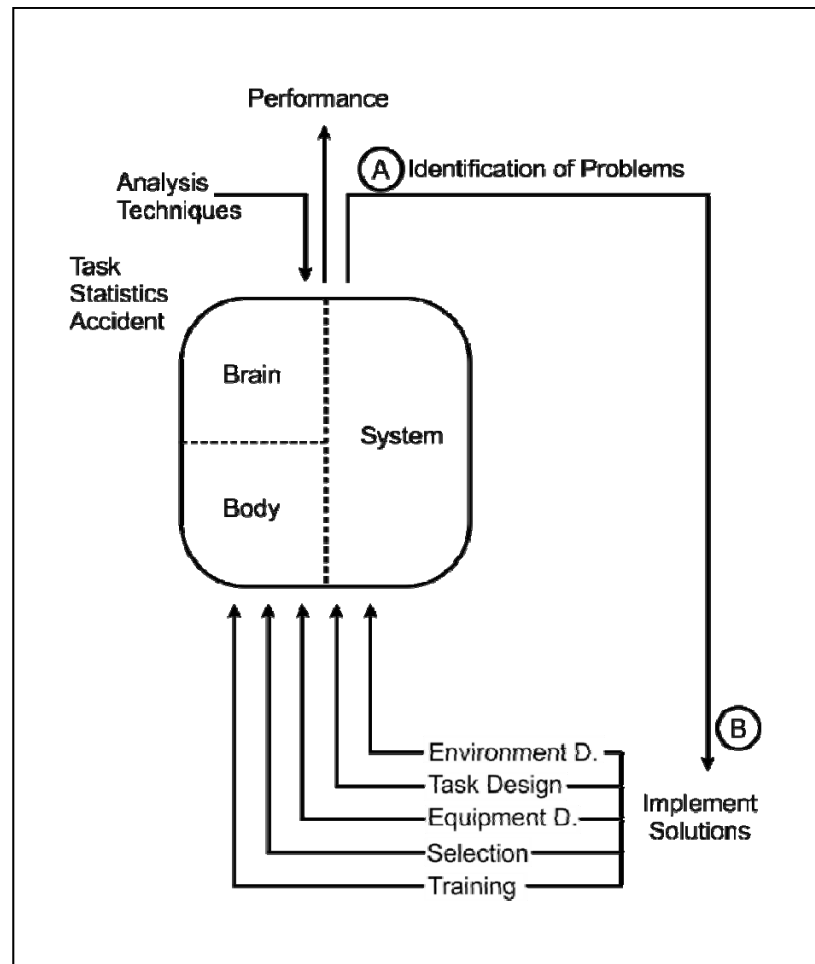 Performance
A Identification of Problems
Analysis
Techniques
Task
Statistics
Accident
Brain
System
Body
B
Environment D.
Task Design
Equipment D.
Selection
Training
Implement
Solutions